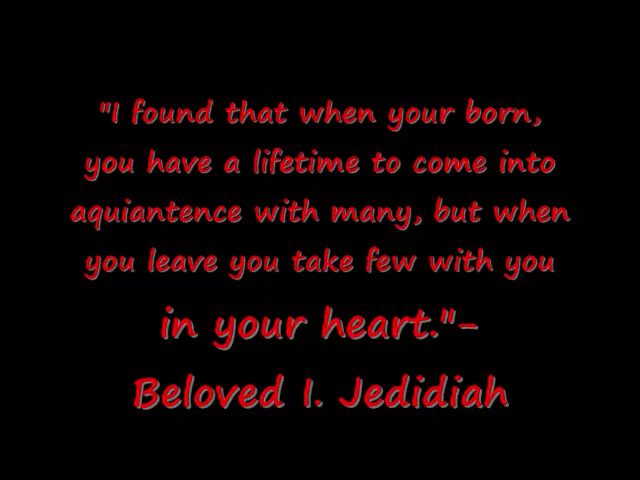 "I found that when your born,
you have a lifetime to come into
aquiantence with many, but when
you leave you take few with you
in your heart."-
Beloved I. Jedidiah